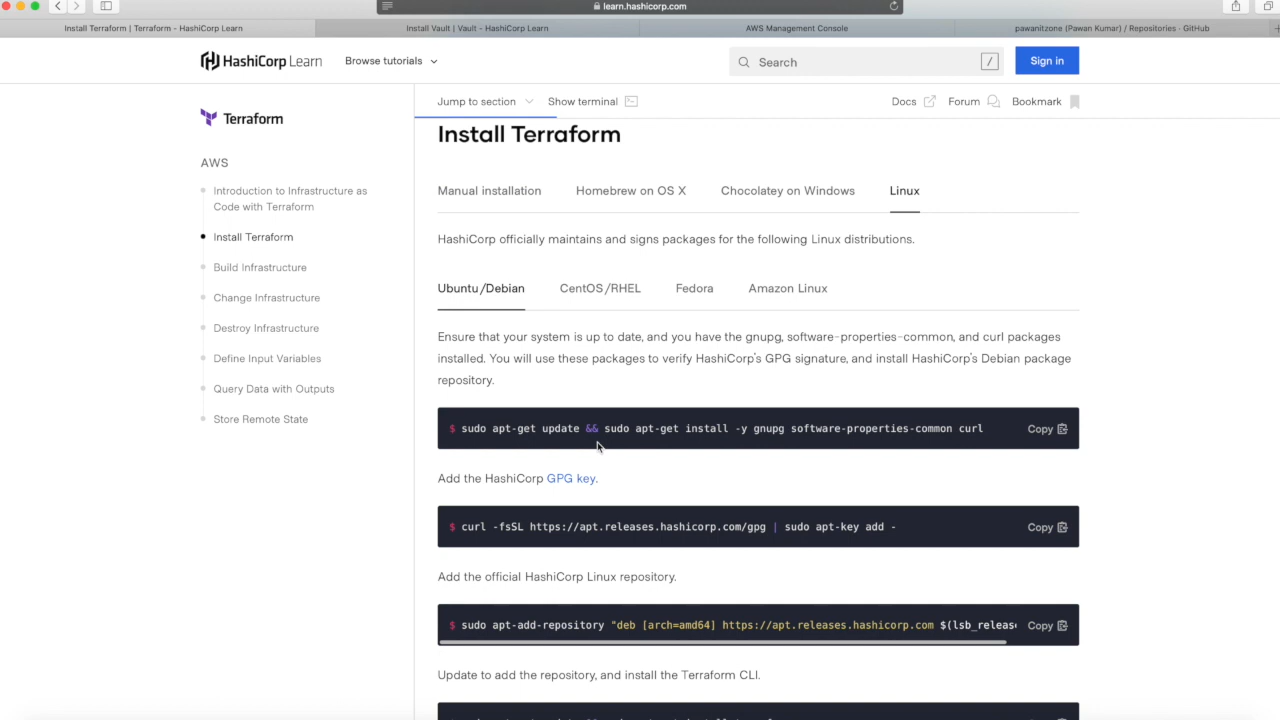 learn.hashicorp.com
Install Terraform | Terraform - HashiCorp Learn
Install Vault | Vault - HashiCorp Learn
AWS Management Console
pawanitzone (Pawan Kumar) / Repositories · GitHub
HashiCorp Learn
Browse tutorials
Search
/
Sign in
Terraform
AWS
Introduction to Infrastructure as
Code with Terraform
Install Terraform
Build Infrastructure
Change Infrastructure
Destroy Infrastructure
Define Input Variables
Query Data with Outputs
Store Remote State
Jump to section
Show terminal
Docs
Forum
Bookmark
Install Terraform
Manual installation
Homebrew on OS X
Chocolatey on Windows
Linux
HashiCorp officially maintains and signs packages for the following Linux distributions.
Ubuntu/Debian
CentOS/RHEL
Fedora
Amazon Linux
Ensure that your system is up to date, and you have the gnupg, software-properties-common, and curl packages
installed. You will use these packages to verify HashiCorp's GPG signature, and install HashiCorp's Debian package
repository.
$ sudo apt-get update && sudo apt-get install -y gnupg software-properties-common curl
Copy
Add the HashiCorp GPG key.
$ curl -fsSL https://apt.releases.hashicorp.com/gpg | sudo apt-key add -
Copy
Add the official HashiCorp Linux repository.
$ sudo apt-add-repository "deb [arch=amd64] https://apt.releases.hashicorp.com $(lsb_release
Copy
Update to add the repository, and install the Terraform CLI.